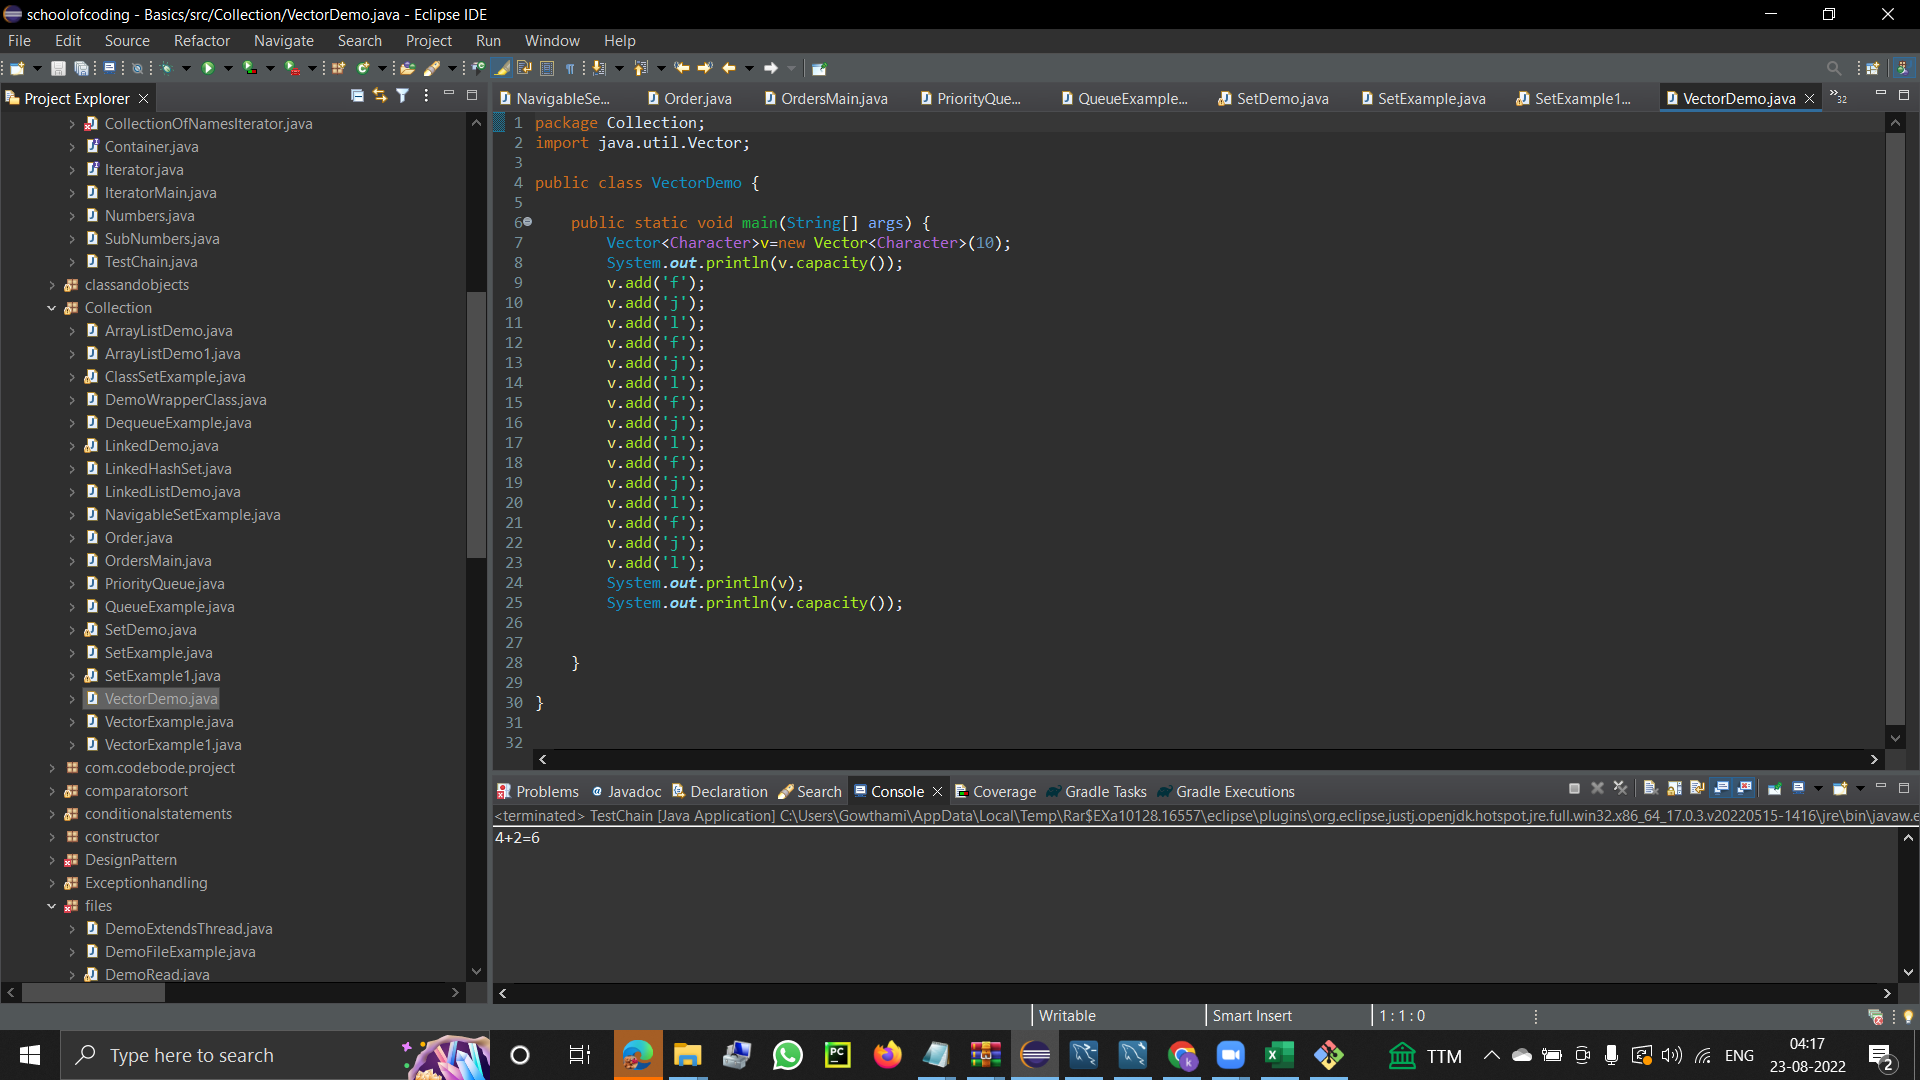 schoolofcoding - Basics/src/Collection/VectorDemo.java - Eclipse IDE
File Edit Source Refactor Navigate Search Project Run Window Help
Project Explorer
CollectionOfNamesIterator.java
Container.java
Iterator.java
IteratorMain.java
Numbers.java
SubNumbers.java
TestChain.java
classandobjects
Collection
ArrayListDemo.java
ArrayListDemo1.java
ClassSetExample.java
DemoWrapperClass.java
DequeueExample.java
LinkedDemo.java
LinkedHashSet.java
LinkedListDemo.java
NavigableSetExample.java
Order.java
OrdersMain.java
PriorityQueue.java
QueueExample.java
SetDemo.java
SetExample.java
SetExample1.java
VectorDemo.java
VectorExample.java
VectorExample1.java
com.codebode.project
comparatorsort
conditionalstatements
constructor
DesignPattern
Exceptionhandling
files
DemoExtendsThread.java
DemoFileExample.java
DemoRead.java
NavigableSe... Order.java OrdersMain.java PriorityQue... QueueExample... SetDemo.java SetExample.java SetExample1... VectorDemo.java »32
1 package Collection;
2 import java.util.Vector;
3
4 public class VectorDemo {
5
6 public static void main(String[] args) {
7 Vector<Character>v=new Vector<Character>(10);
8 System.out.println(v.capacity());
9 v.add('f');
10 v.add('j');
11 v.add('l');
12 v.add('f');
13 v.add('j');
14 v.add('l');
15 v.add('f');
16 v.add('j');
17 v.add('l');
18 v.add('f');
19 v.add('j');
20 v.add('l');
21 v.add('f');
22 v.add('j');
23 v.add('l');
24 System.out.println(v);
25 System.out.println(v.capacity());
26
27
28 }
29
30 }
31
32
Problems Javadoc Declaration Search Console Coverage Gradle Tasks Gradle Executions
<terminated> TestChain [Java Application] C:\Users\Gowthami\AppData\Local\Temp\Rar$EXa10128.16557\eclipse\plugins\org.eclipse.justj.openjdk.hotspot.jre.full.win32.x86_64_17.0.3.v20220515-1416\jre\bin\javaw.e
4+2=6
Writable Smart Insert 1 : 1 : 0
Type here to search
PC
k
TTM
ENG
04:17
23-08-2022
2